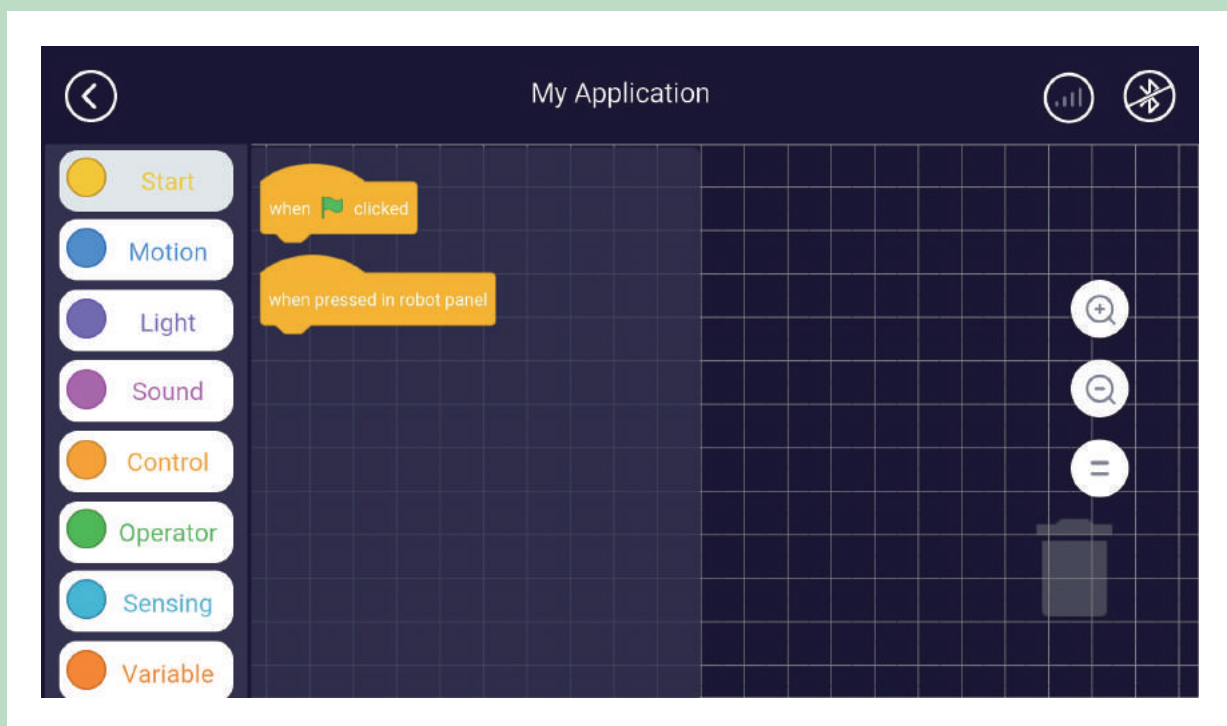 My Application
Start
Motion
Light
Sound
Control
Operator
Sensing
Variable
when clicked
when pressed in robot panel